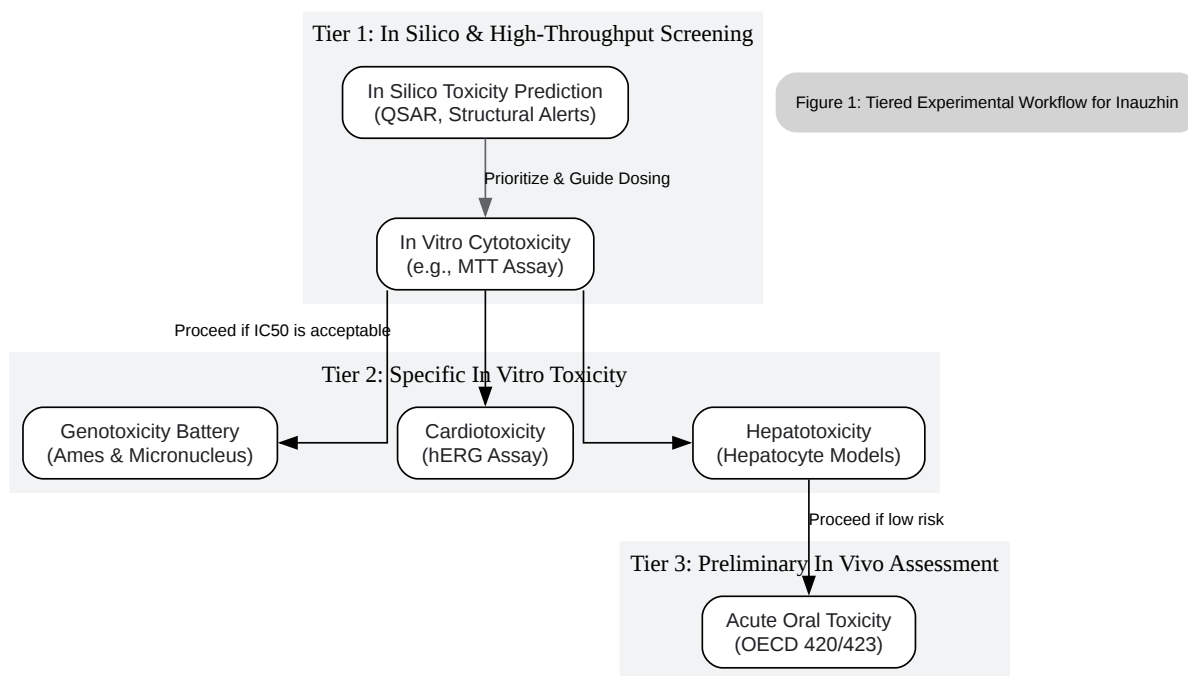 Tier 1: In Silico & High-Throughput Screening
In Silico Toxicity Prediction
(QSAR, Structural Alerts)
Figure 1: Tiered Experimental Workflow for Inauzhin
Prioritize & Guide Dosing
In Vitro Cytotoxicity
(e.g., MTT Assay)
Proceed if IC50 is acceptable
Tier 2: Specific In Vitro Toxicity
Genotoxicity Battery
(Ames & Micronucleus)
Cardiotoxicity
(hERG Assay)
Hepatotoxicity
(Hepatocyte Models)
Proceed if low risk
Tier 3: Preliminary In Vivo Assessment
Acute Oral Toxicity
(OECD 420/423)